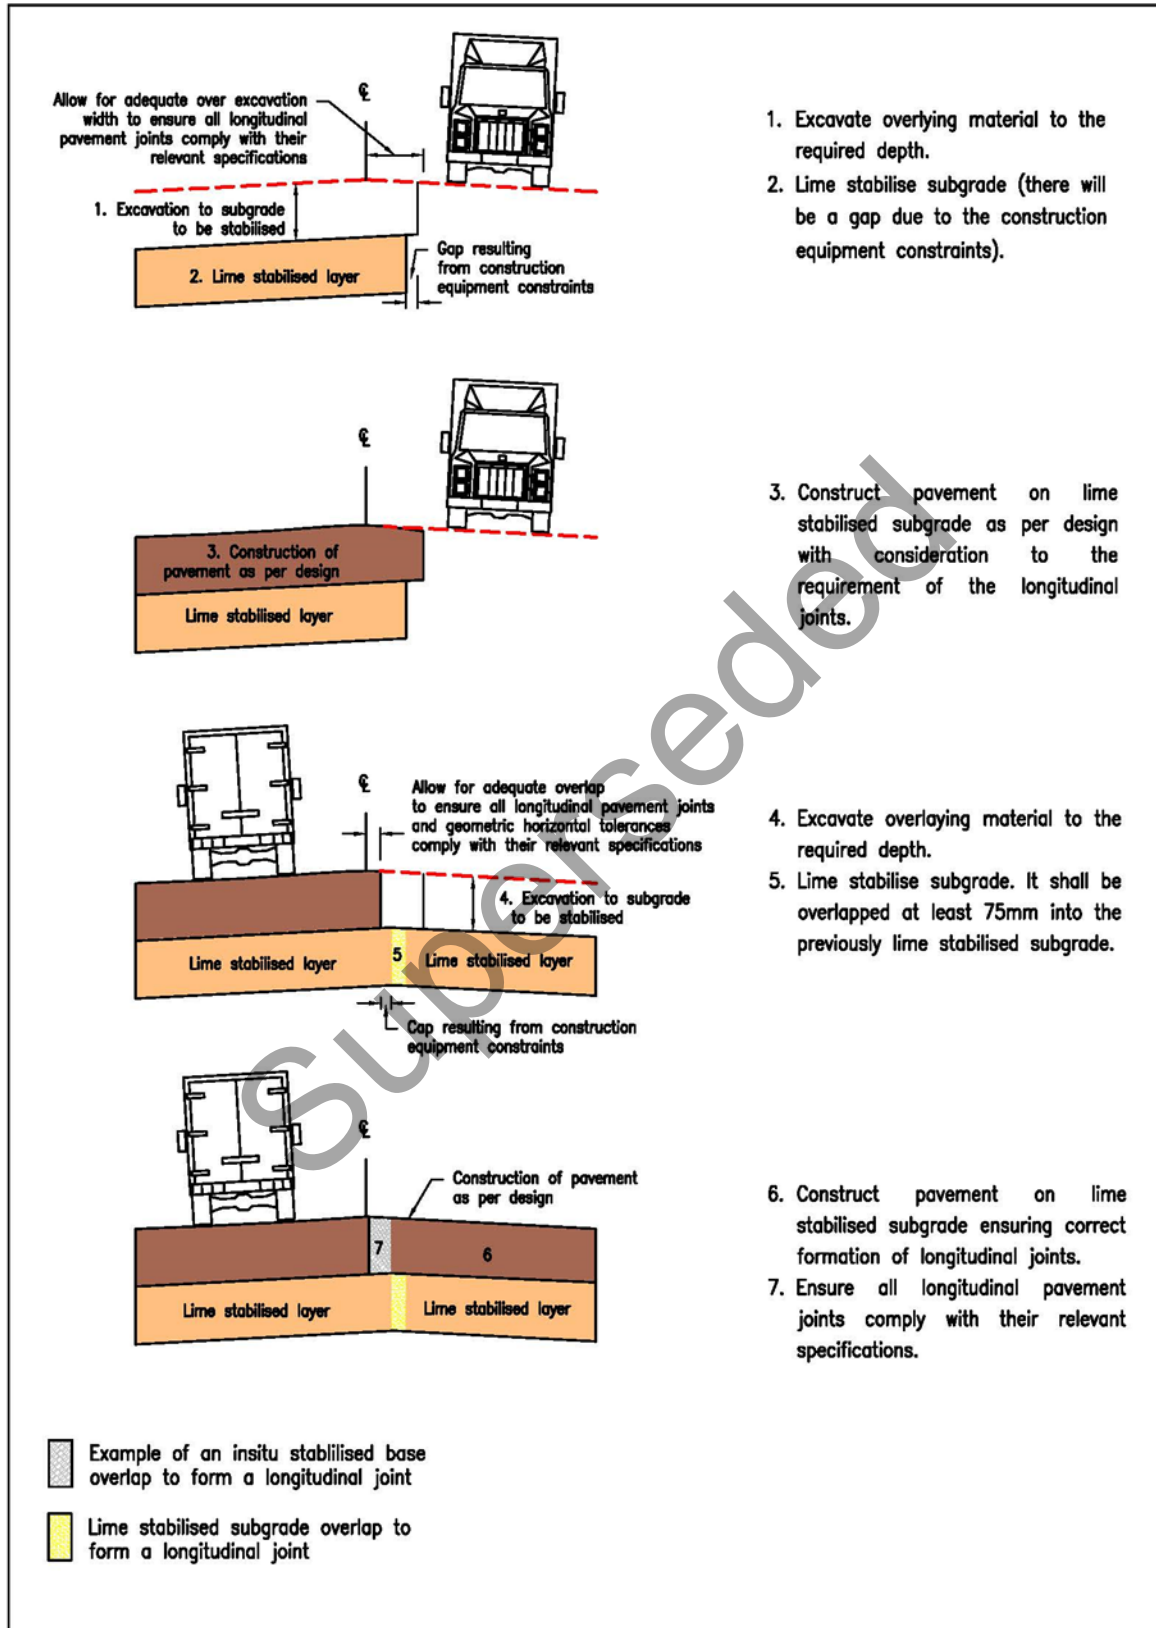 ℄
Allow for adequate over excavation
width to ensure all longitudinal
pavement joints comply with their
relevant specifications
1. Excavation to subgrade
to be stabilised
2. Lime stabilised layer
Gap resulting
from construction
equipment constraints
1. Excavate overlying material to the
required depth.
2. Lime stabilise subgrade (there will
be a gap due to the construction
equipment constraints).
℄
3. Construction of
pavement as per design
Lime stabilised layer
3. Construct pavement on lime
stabilised subgrade as per design
with consideration to the
requirement of the longitudinal
joints.
℄
Allow for adequate overlap
to ensure all longitudinal pavement joints
and geometric horizontal tolerances
comply with their relevant specifications
4. Excavation to subgrade
to be stabilised
Lime stabilised layer
5
Lime stabilised layer
Gap resulting from construction
equipment constraints
4. Excavate overlaying material to the
required depth.
5. Lime stabilise subgrade. It shall be
overlapped at least 75mm into the
previously lime stabilised subgrade.
℄
Construction of pavement
as per design
7
6
Lime stabilised layer
Lime stabilised layer
6. Construct pavement on lime
stabilised subgrade ensuring correct
formation of longitudinal joints.
7. Ensure all longitudinal pavement
joints comply with their relevant
specifications.
Example of an insitu stablilised base
overlap to form a longitudinal joint
Lime stabilised subgrade overlap to
form a longitudinal joint
Superseded